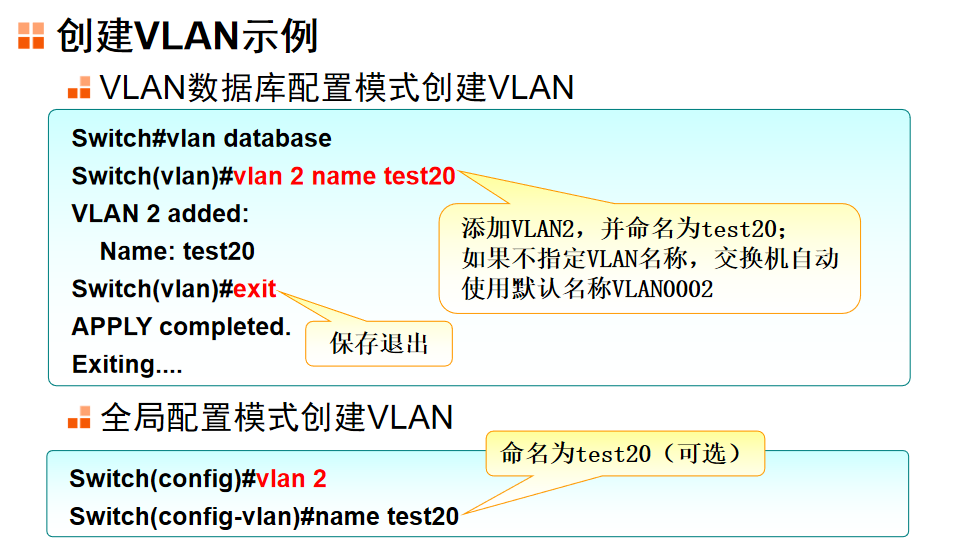 创建VLAN示例
VLAN数据库配置模式创建VLAN
Switch#vlan database
Switch(vlan)#vlan 2 name test20
VLAN 2 added:
Name: test20
Switch(vlan)#exit
APPLY completed.
Exiting....
添加VLAN2，并命名为test20；
如果不指定VLAN名称，交换机自动
使用默认名称VLAN0002
保存退出
全局配置模式创建VLAN
命名为test20（可选）
Switch(config)#vlan 2
Switch(config-vlan)#name test20